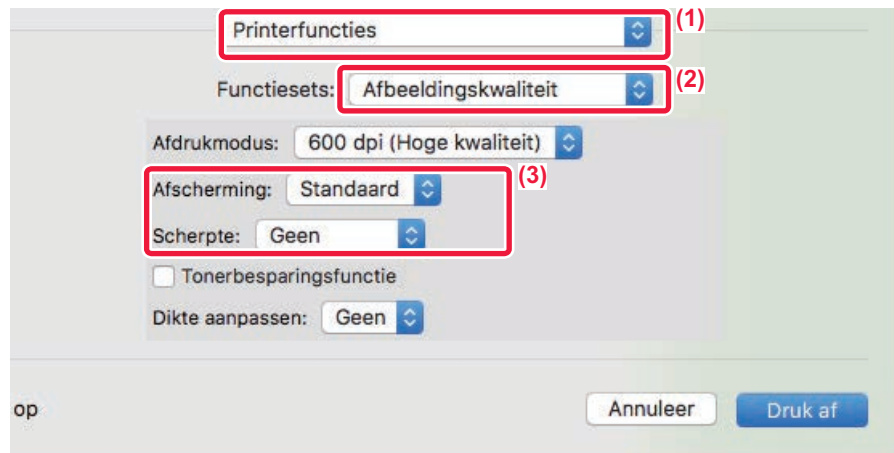 Printerfuncties (1)
Functiesets: Afbeeldingskwaliteit (2)
Afdrukmodus: 600 dpi (Hoge kwaliteit)
Afscherming: Standaard (3)
Scherpte: Geen
Tonerbesparingsfunctie
Dikte aanpassen: Geen
op Annuleer Druk af